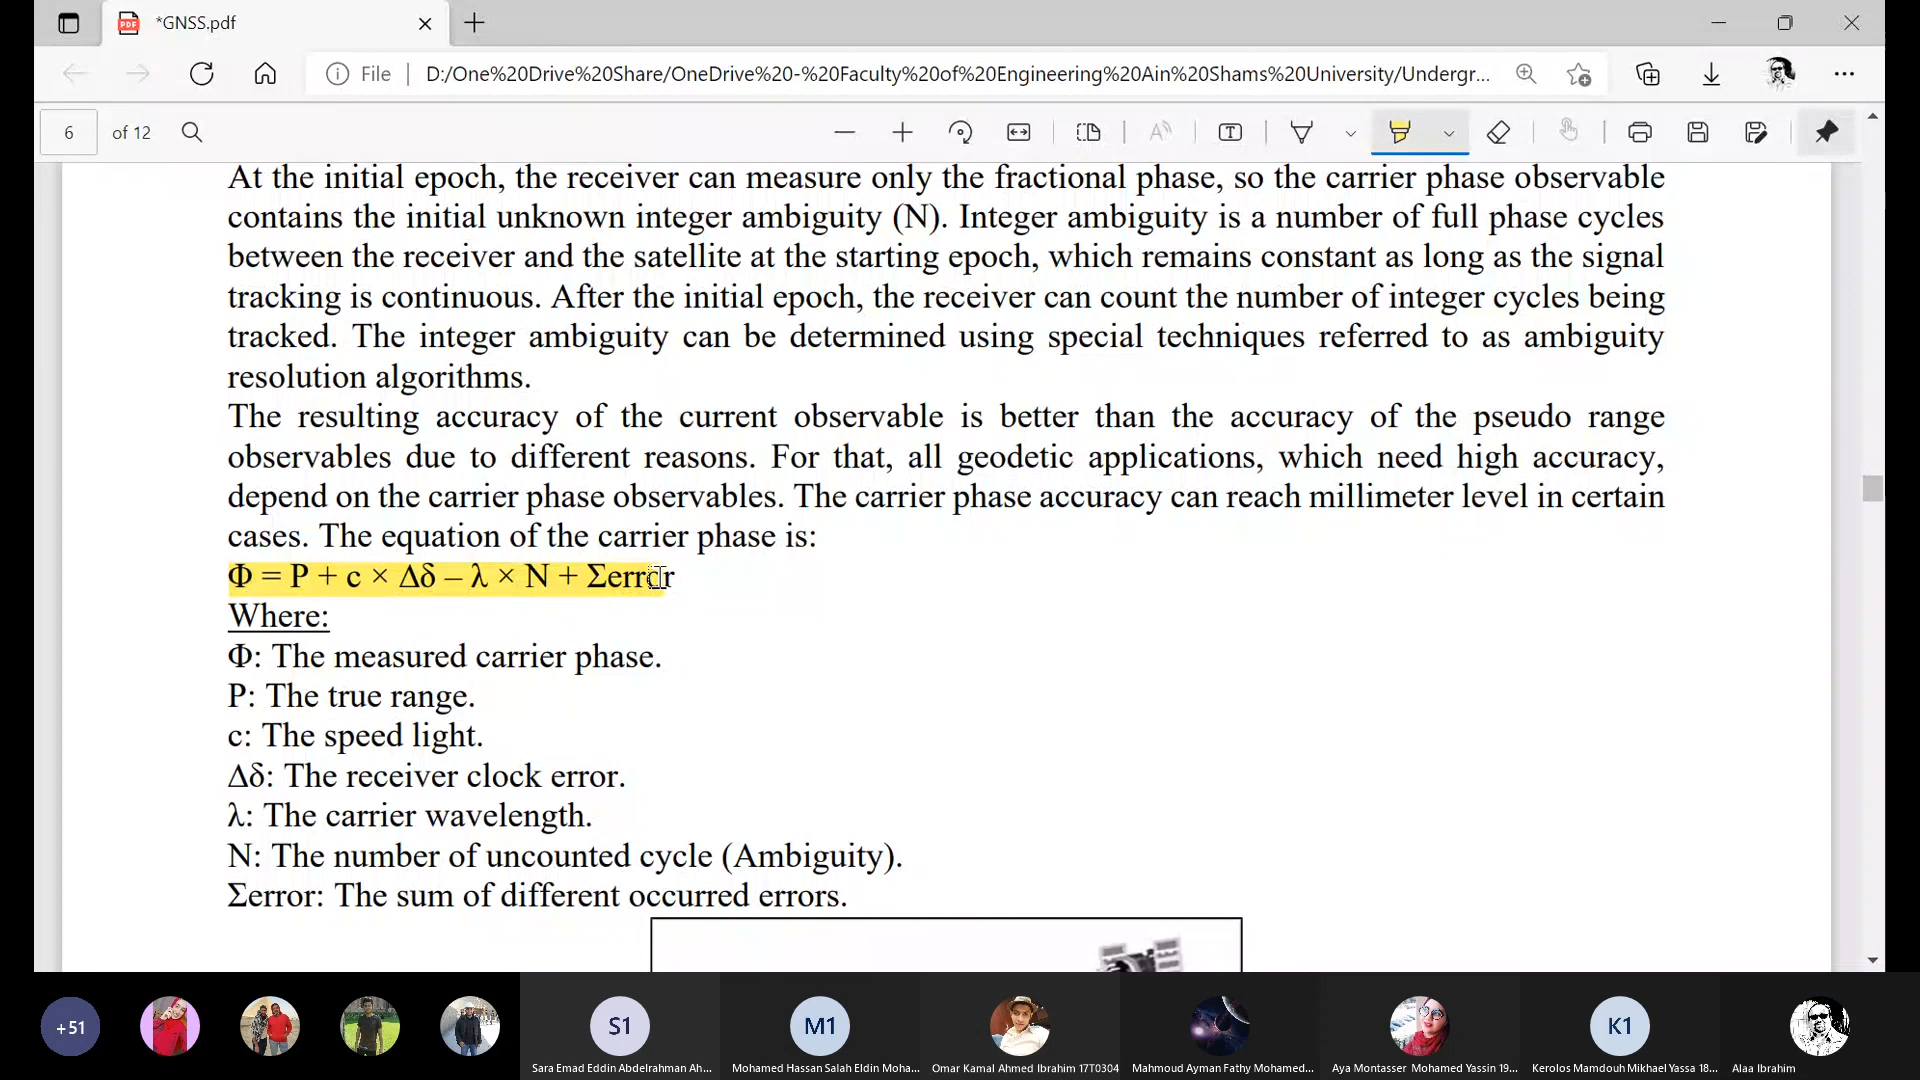 *GNSS.pdf
File
D:/One%20Drive%20Share/OneDrive%20-%20Faculty%20of%20Engineering%20Ain%20Shams%20University/Undergr...
6 of 12
At the initial epoch, the receiver can measure only the fractional phase, so the carrier phase observable
contains the initial unknown integer ambiguity (N). Integer ambiguity is a number of full phase cycles
between the receiver and the satellite at the starting epoch, which remains constant as long as the signal
tracking is continuous. After the initial epoch, the receiver can count the number of integer cycles being
tracked. The integer ambiguity can be determined using special techniques referred to as ambiguity
resolution algorithms.
The resulting accuracy of the current observable is better than the accuracy of the pseudo range
observables due to different reasons. For that, all geodetic applications, which need high accuracy,
depend on the carrier phase observables. The carrier phase accuracy can reach millimeter level in certain
cases. The equation of the carrier phase is:
Φ = P + c × Δδ – λ × N + Σerror
Where:
Φ: The measured carrier phase.
P: The true range.
c: The speed light.
Δδ: The receiver clock error.
λ: The carrier wavelength.
N: The number of uncounted cycle (Ambiguity).
Σerror: The sum of different occurred errors.
+51
S1
M1
K1
Sara Emad Eddin Abdelrahman Ah...
Mohamed Hassan Salah Eldin Moha...
Omar Kamal Ahmed Ibrahim 17T0304
Mahmoud Ayman Fathy Mohamed...
Aya Montasser Mohamed Yassin 19...
Kerolos Mamdouh Mikhael Yassa 18...
Alaa Ibrahim